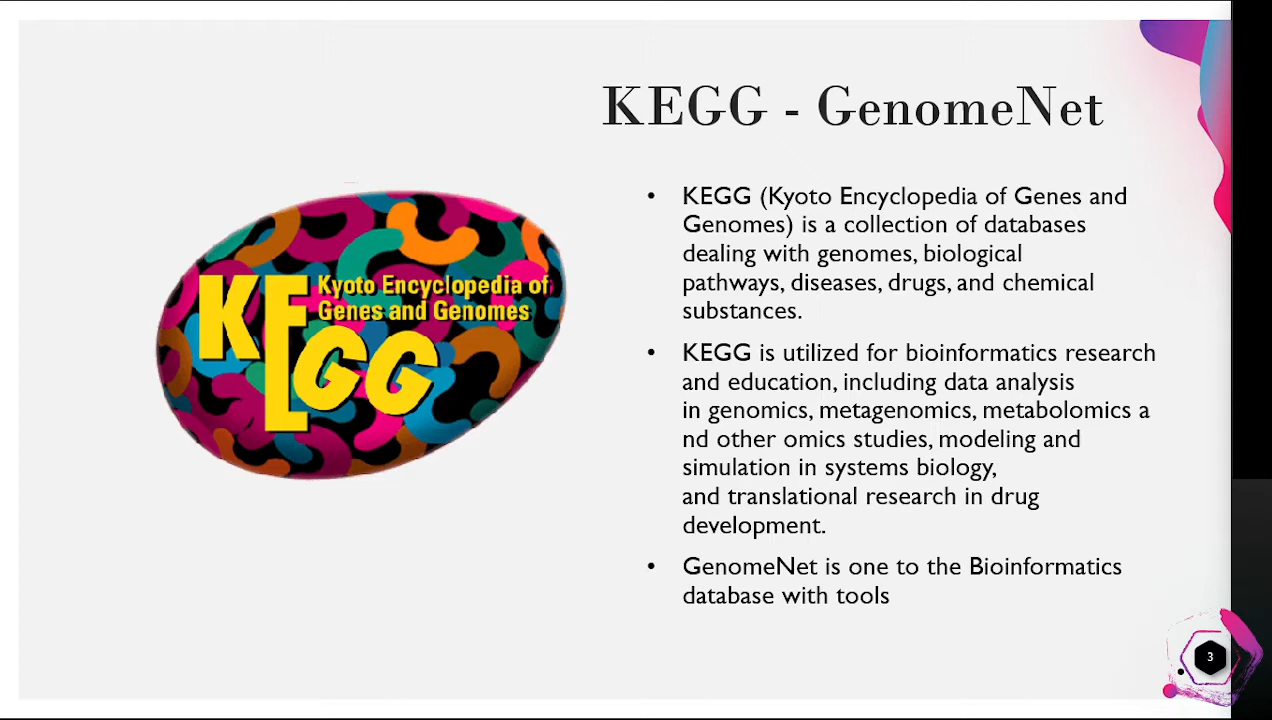 KEGG - GenomeNet
Kyoto Encyclopedia of
Genes and Genomes
KEGG
• KEGG (Kyoto Encyclopedia of Genes and
Genomes) is a collection of databases
dealing with genomes, biological
pathways, diseases, drugs, and chemical
substances.
• KEGG is utilized for bioinformatics research
and education, including data analysis
in genomics, metagenomics, metabolomics a
nd other omics studies, modeling and
simulation in systems biology,
and translational research in drug
development.
• GenomeNet is one to the Bioinformatics
database with tools
3